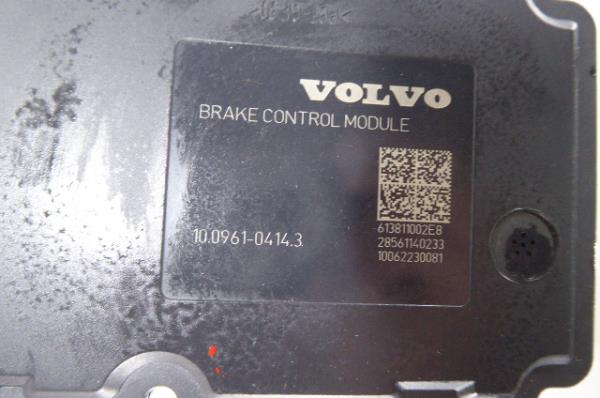 VOLVO
BRAKE CONTROL MODULE
10.0961-0414.3
613811002E8
28561140233
10062230081